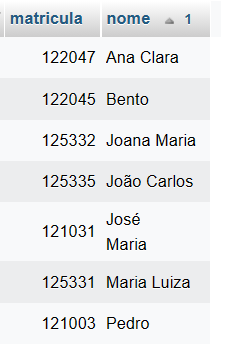 matricula nome 1
122047 Ana Clara
122045 Bento
125332 Joana Maria
125335 João Carlos
121031 José
Maria
125331 Maria Luiza
121003 Pedro